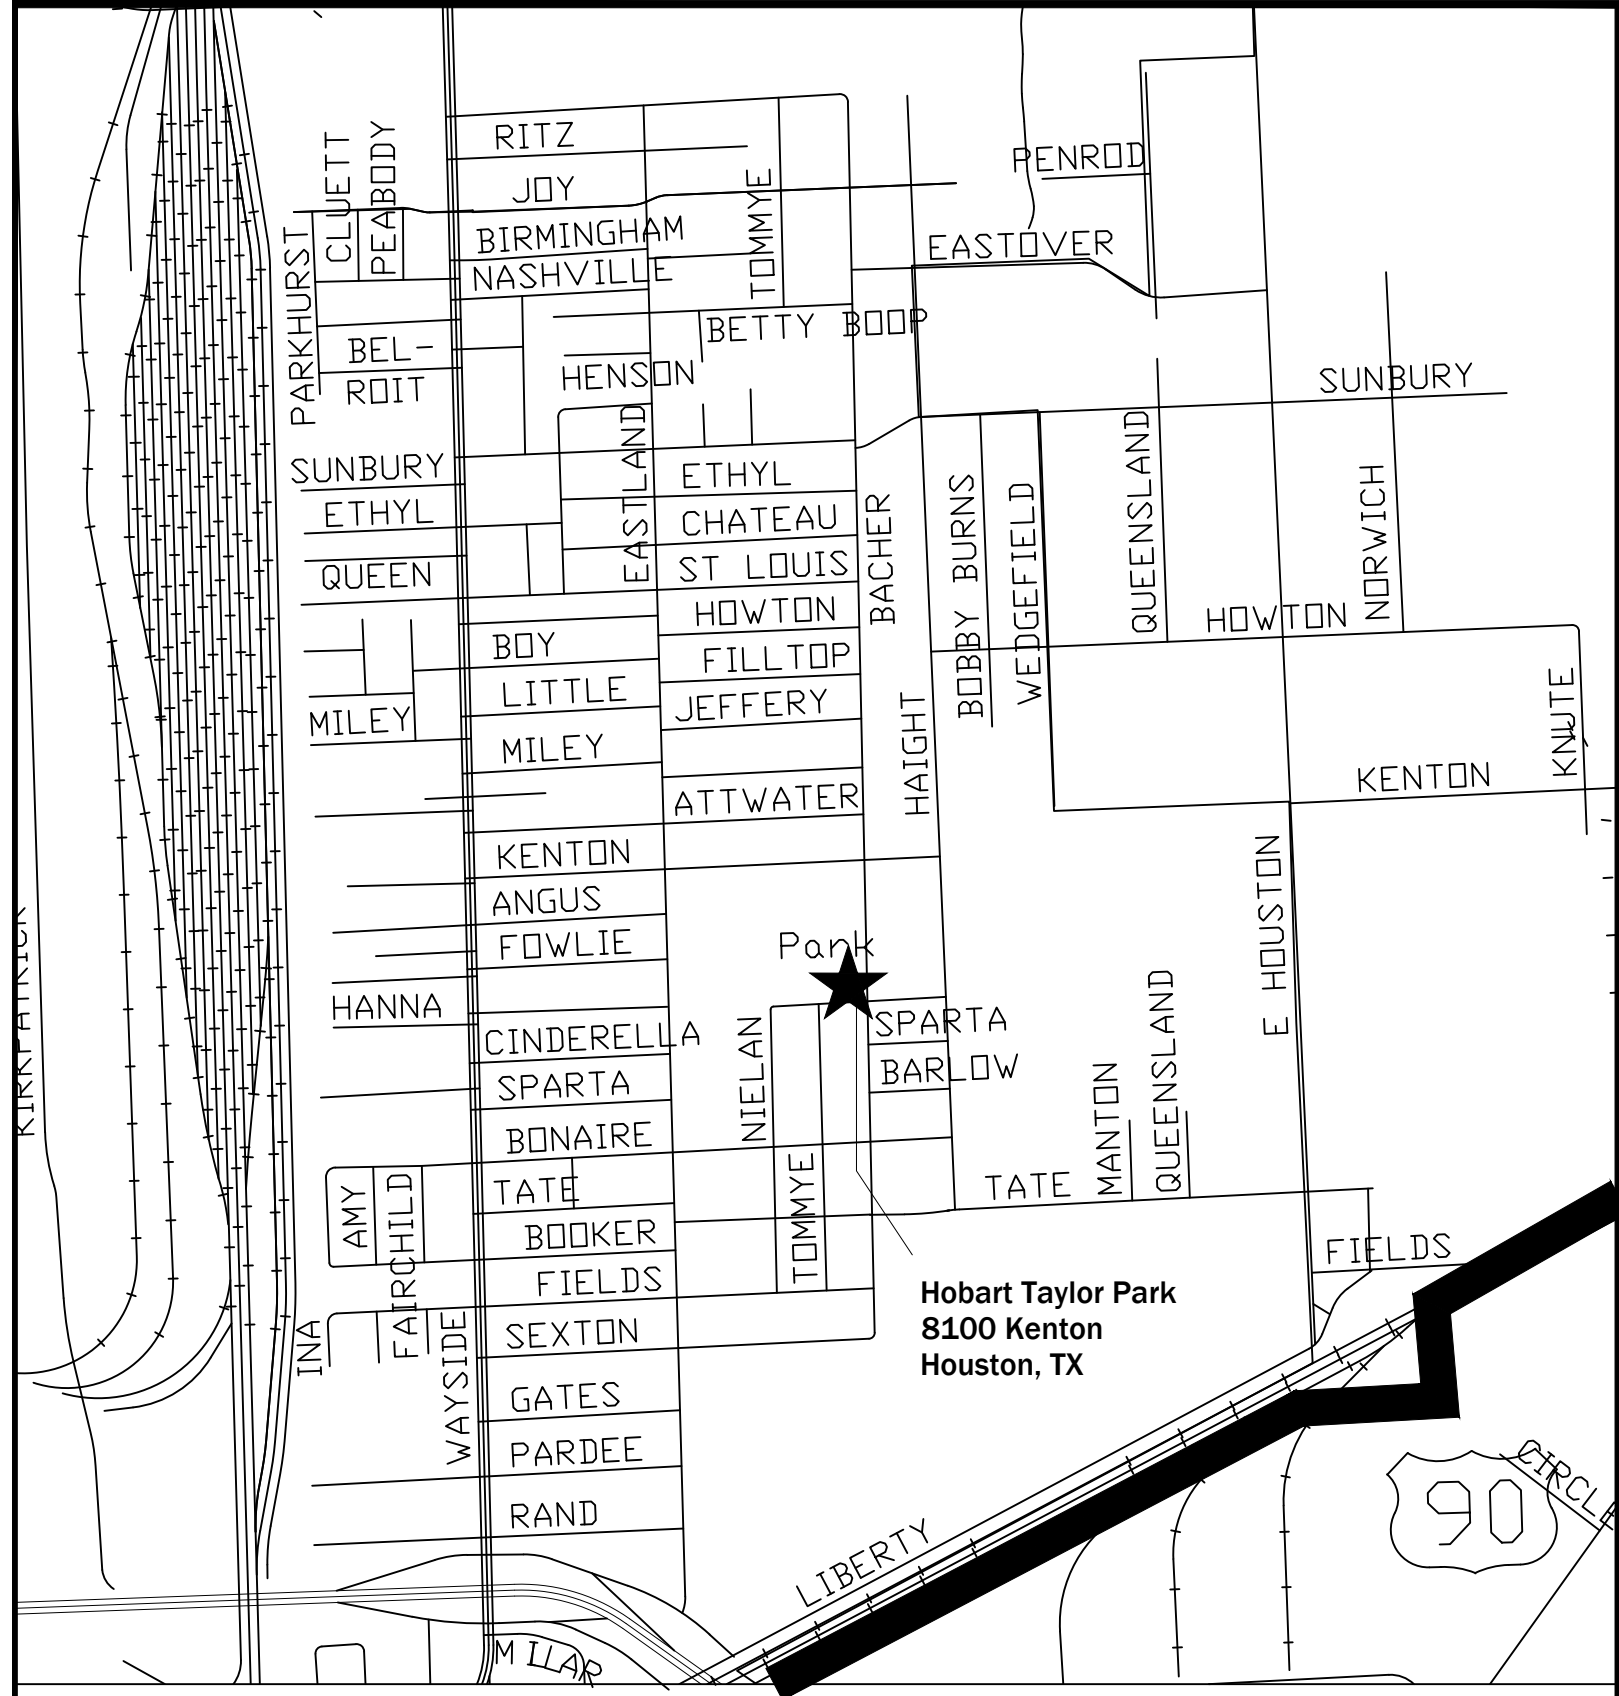 RITZ
CLUETT
PEABODY
PENROD
JOY
TOMMYE
BIRMINGHAM
EASTOVER
NASHVILLE
PARKHURST
BETTY BOOP
BEL-
ROIT
HENSON
SUNBURY
EASTLAND
SUNBURY
ETHYL
BOBBY BURNS
WEDGEFIELD
QUEENSLAND
NORWICH
ETHYL
CHATEAU
BACHER
ST LOUIS
QUEEN
HOWTON
HOWTON
BOY
FILLTOP
LITTLE
JEFFERY
MILEY
HAIGHT
KNUTE
MILEY
KENTON
ATTWATER
KENTON
E HOUSTON
ANGUS
FOWLIE
Park
KIRKPATRICK
HANNA
CINDERELLA
NIELAN
SPARTA
SPARTA
BARLOW
MANTON
QUEENSLAND
BONAIRE
TATE
TATE
AMY
FAIRCHILD
TOMMYE
BOOKER
FIELDS
FIELDS
Hobart Taylor Park
8100 Kenton
Houston, TX
INA
WAYSIDE
SEXTON
GATES
PARDEE
RAND
90
LIBERTY
MILLAR